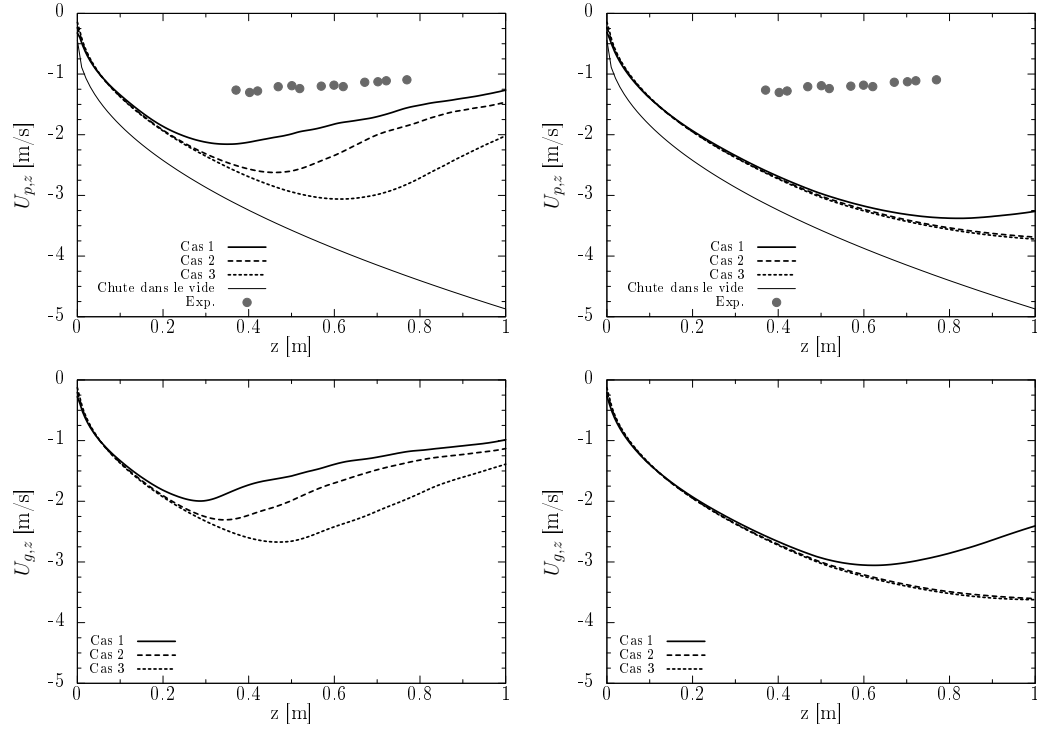 0
-1
-2
-3
-4
-5
U_{p,z} [m/s]
Cas 1
Cas 2
Cas 3
Chute dans le vide
Exp.
0 0.2 0.4 0.6 0.8 1
z [m]
0
-1
-2
-3
-4
-5
U_{p,z} [m/s]
Cas 1
Cas 2
Cas 3
Chute dans le vide
Exp.
0 0.2 0.4 0.6 0.8 1
z [m]
0
-1
-2
-3
-4
-5
U_{g,z} [m/s]
Cas 1
Cas 2
Cas 3
0 0.2 0.4 0.6 0.8 1
z [m]
0
-1
-2
-3
-4
-5
U_{g,z} [m/s]
Cas 1
Cas 2
Cas 3
0 0.2 0.4 0.6 0.8 1
z [m]